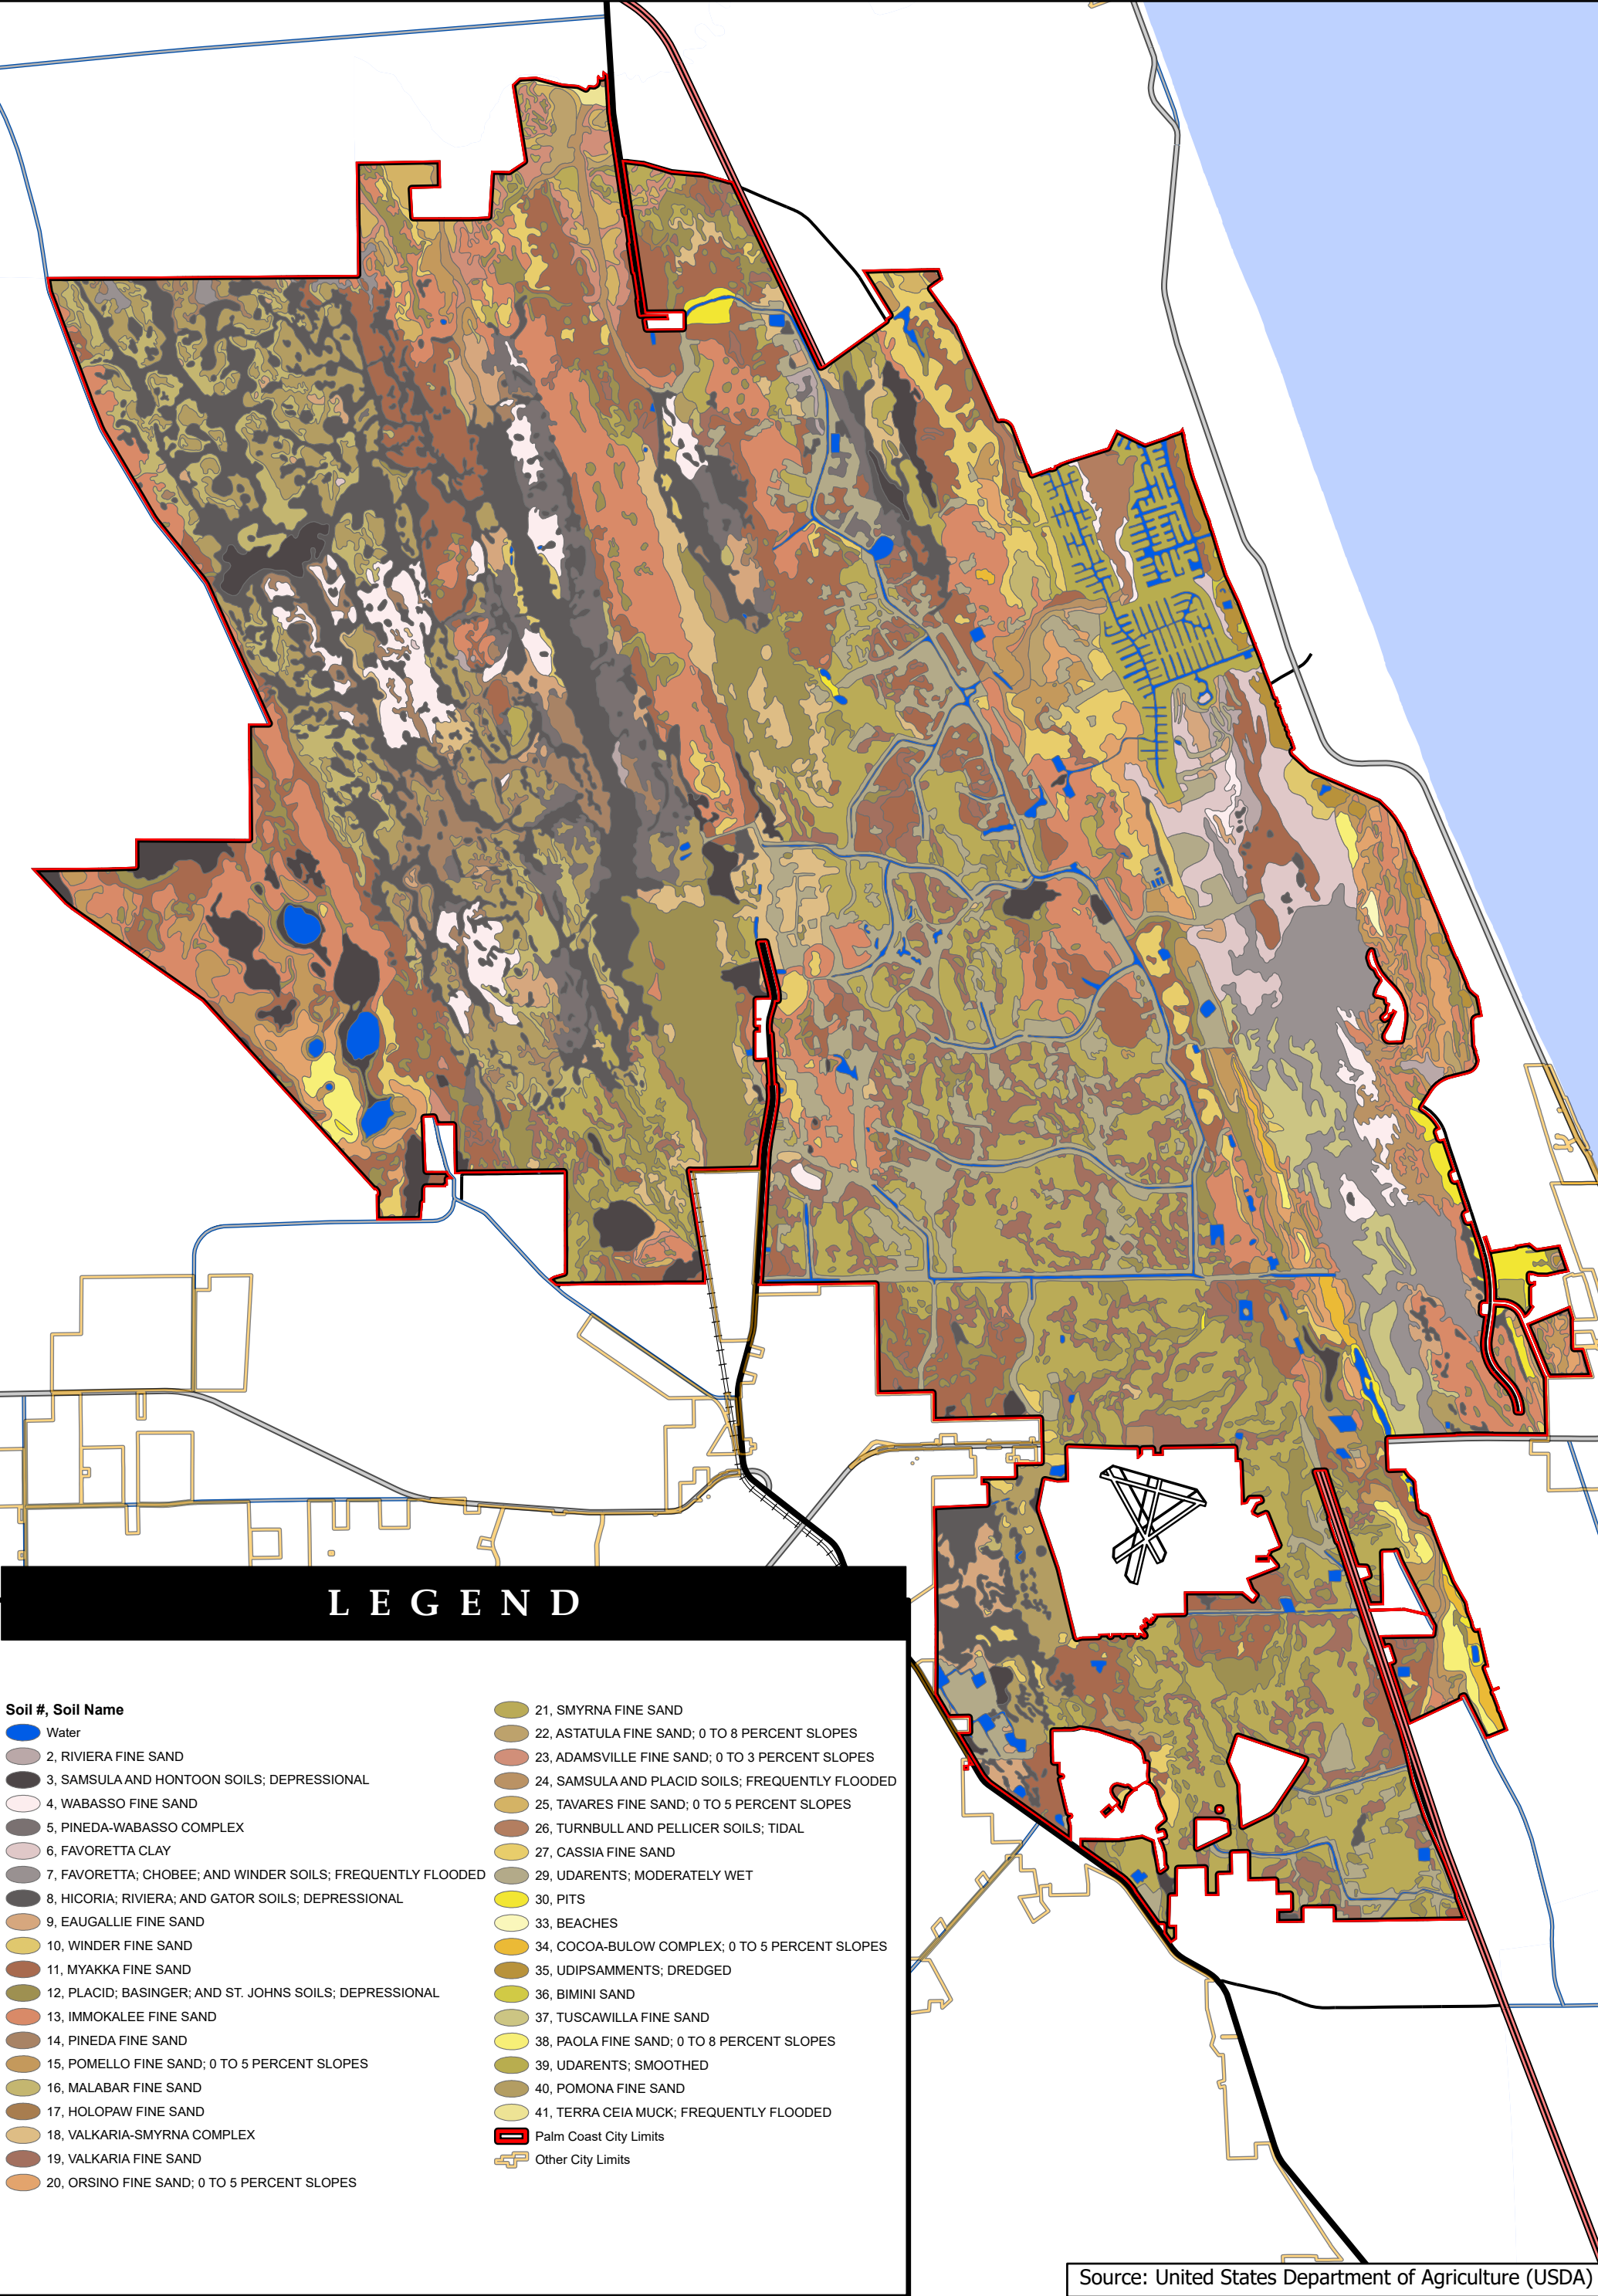 LEGEND
Soil #, Soil Name
Water
2, RIVIERA FINE SAND
3, SAMSULA AND HONTOON SOILS; DEPRESSIONAL
4, WABASSO FINE SAND
5, PINEDA-WABASSO COMPLEX
6, FAVORETTA CLAY
7, FAVORETTA; CHOBEE; AND WINDER SOILS; FREQUENTLY FLOODED
8, HICORIA; RIVIERA; AND GATOR SOILS; DEPRESSIONAL
9, EAUGALLIE FINE SAND
10, WINDER FINE SAND
11, MYAKKA FINE SAND
12, PLACID; BASINGER; AND ST. JOHNS SOILS; DEPRESSIONAL
13, IMMOKALEE FINE SAND
14, PINEDA FINE SAND
15, POMELLO FINE SAND; 0 TO 5 PERCENT SLOPES
16, MALABAR FINE SAND
17, HOLOPAW FINE SAND
18, VALKARIA-SMYRNA COMPLEX
19, VALKARIA FINE SAND
20, ORSINO FINE SAND; 0 TO 5 PERCENT SLOPES
21, SMYRNA FINE SAND
22, ASTATULA FINE SAND; 0 TO 8 PERCENT SLOPES
23, ADAMSVILLE FINE SAND; 0 TO 3 PERCENT SLOPES
24, SAMSULA AND PLACID SOILS; FREQUENTLY FLOODED
25, TAVARES FINE SAND; 0 TO 5 PERCENT SLOPES
26, TURNBULL AND PELLICER SOILS; TIDAL
27, CASSIA FINE SAND
29, UDARENTS; MODERATELY WET
30, PITS
33, BEACHES
34, COCOA-BULOW COMPLEX; 0 TO 5 PERCENT SLOPES
35, UDIPSAMMENTS; DREDGED
36, BIMINI SAND
37, TUSCAWILLA FINE SAND
38, PAOLA FINE SAND; 0 TO 8 PERCENT SLOPES
39, UDARENTS; SMOOTHED
40, POMONA FINE SAND
41, TERRA CEIA MUCK; FREQUENTLY FLOODED
Palm Coast City Limits
Other City Limits
Source: United States Department of Agriculture (USDA)